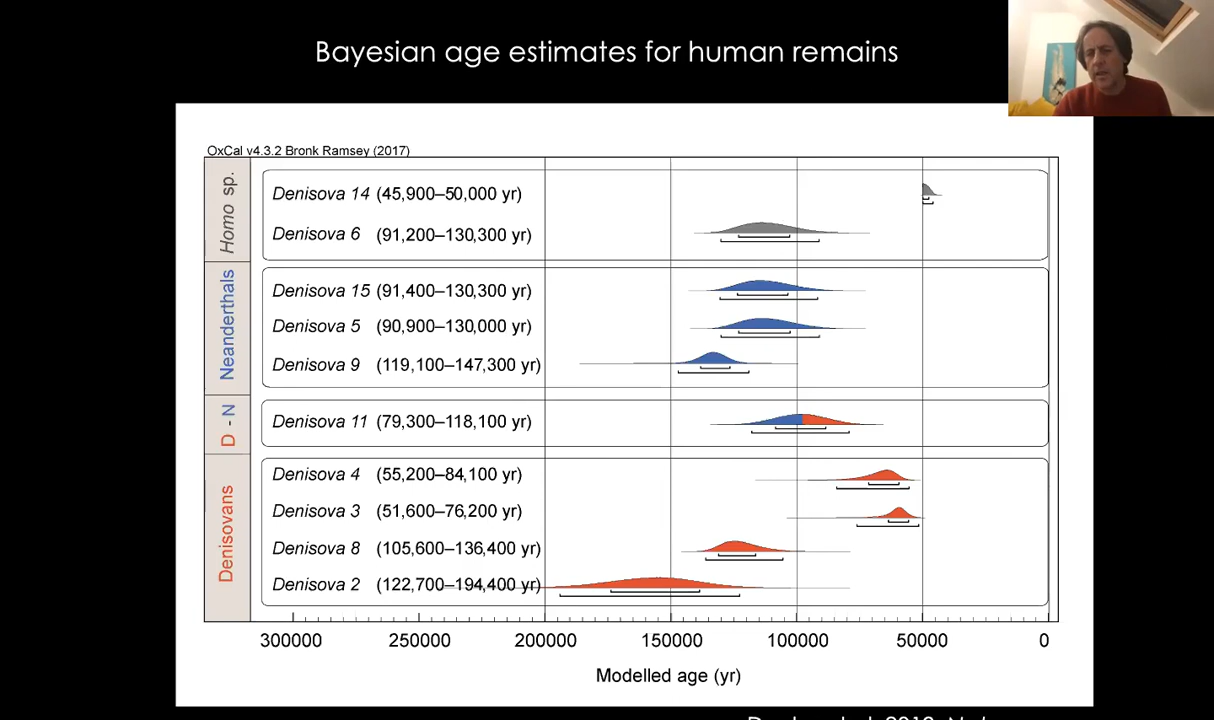 Bayesian age estimates for human remains
OxCal v4.3.2 Bronk Ramsey (2017)
Homo sp.
Denisova 14 (45,900–50,000 yr)
Denisova 6 (91,200–130,300 yr)
Neanderthals
Denisova 15 (91,400–130,300 yr)
Denisova 5 (90,900–130,000 yr)
Denisova 9 (119,100–147,300 yr)
D - N
Denisova 11 (79,300–118,100 yr)
Denisovans
Denisova 4 (55,200–84,100 yr)
Denisova 3 (51,600–76,200 yr)
Denisova 8 (105,600–136,400 yr)
Denisova 2 (122,700–194,400 yr)
300000 250000 200000 150000 100000 50000 0
Modelled age (yr)